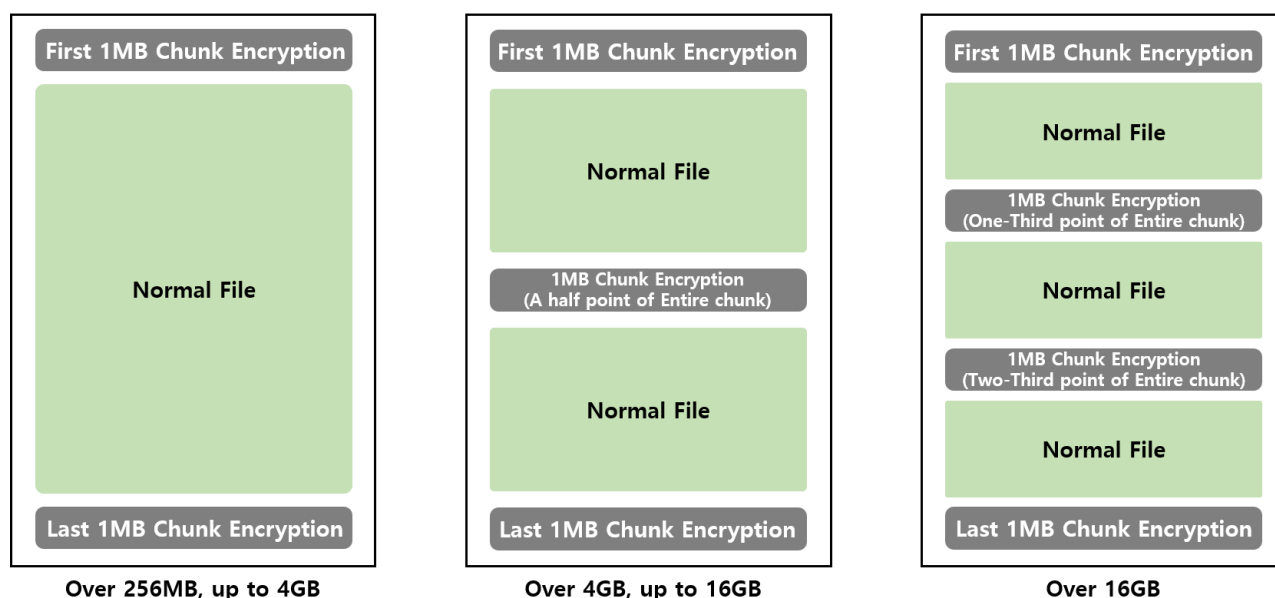 First 1MB Chunk Encryption
Normal File
Last 1MB Chunk Encryption
Over 256MB, up to 4GB
First 1MB Chunk Encryption
Normal File
1MB Chunk Encryption
(A half point of Entire chunk)
Normal File
Last 1MB Chunk Encryption
Over 4GB, up to 16GB
First 1MB Chunk Encryption
Normal File
1MB Chunk Encryption
(One-Third point of Entire chunk)
Normal File
1MB Chunk Encryption
(Two-Third point of Entire chunk)
Normal File
Last 1MB Chunk Encryption
Over 16GB